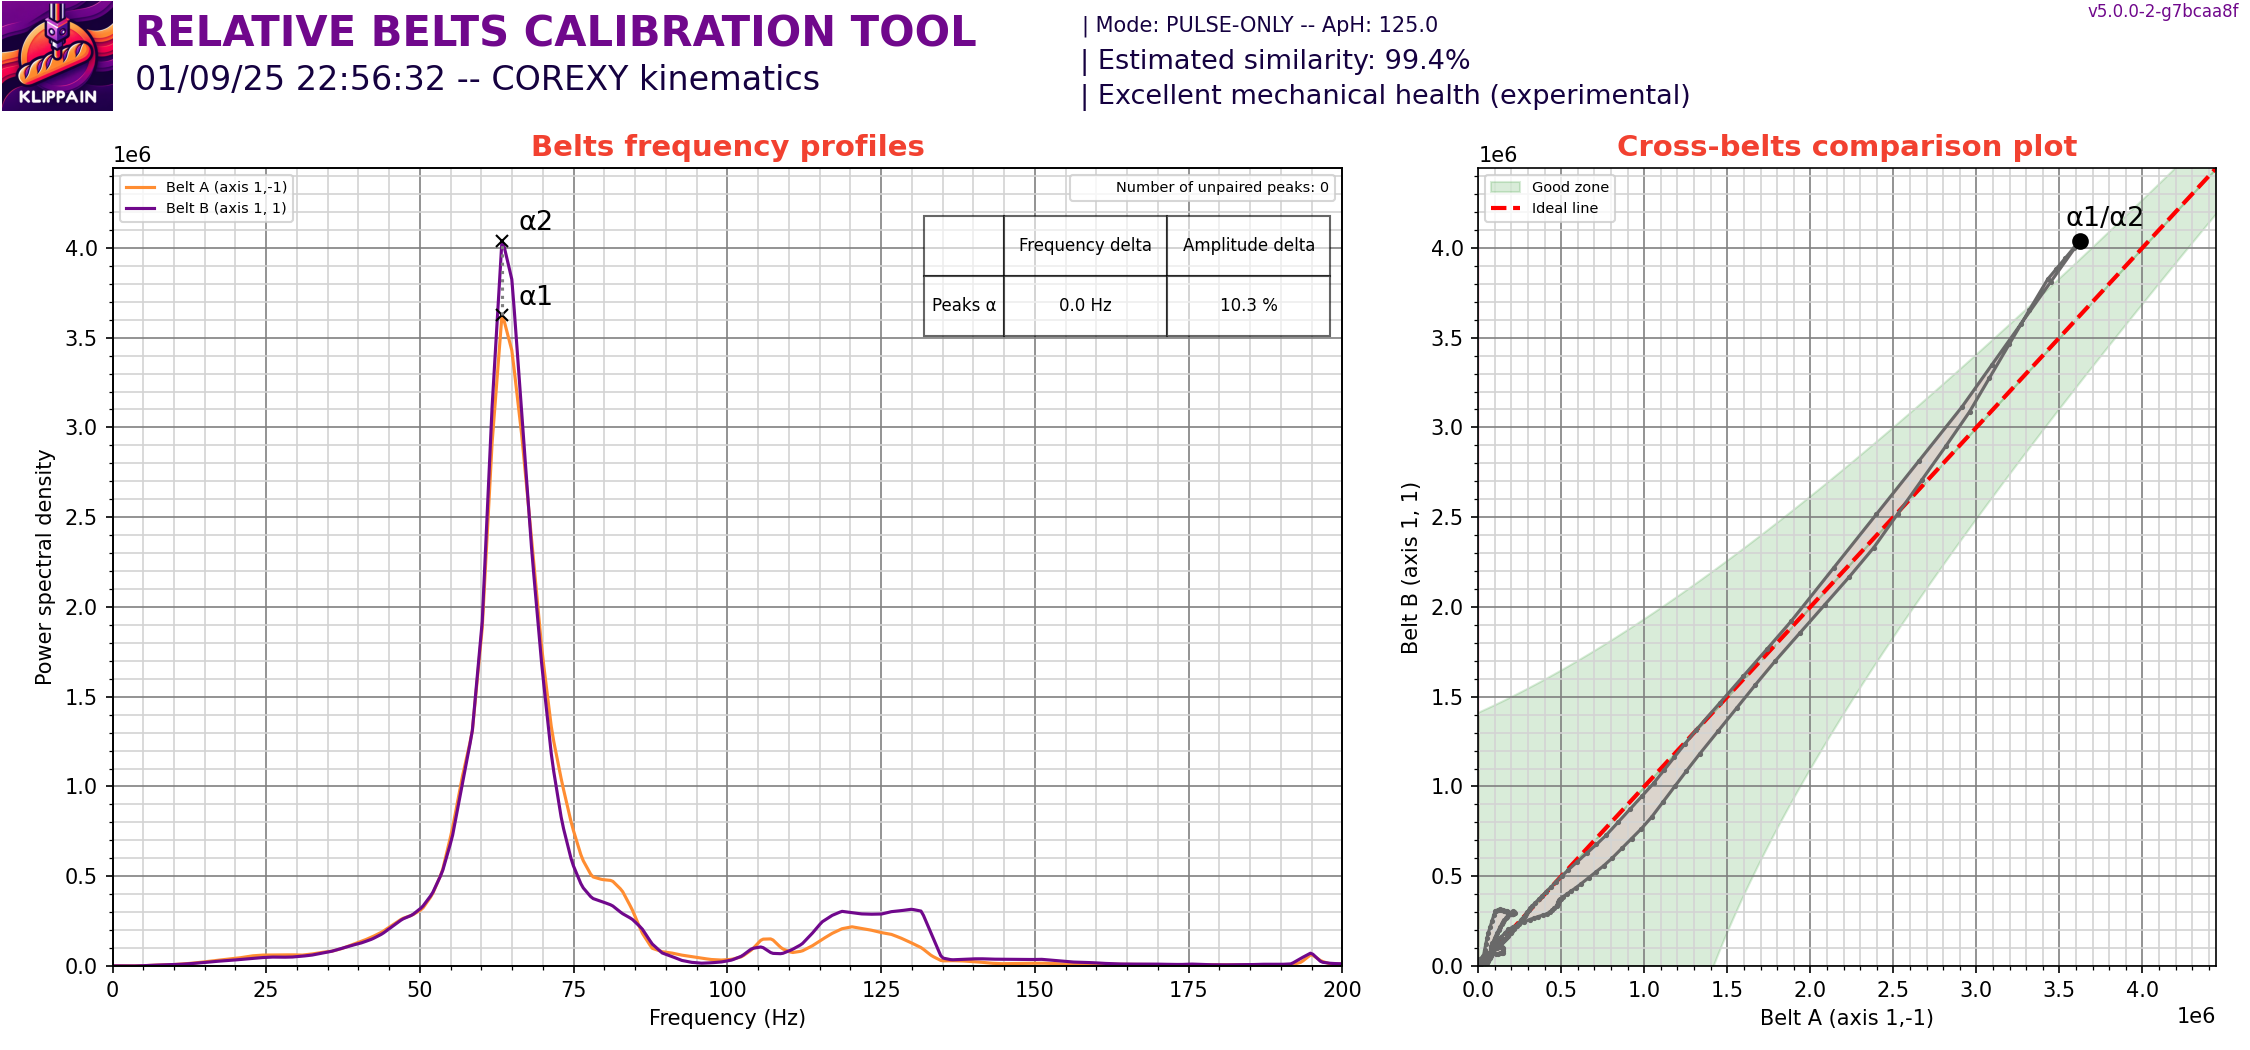 KLIPPAIN
RELATIVE BELTS CALIBRATION TOOL
01/09/25 22:56:32 -- COREXY kinematics
| Mode: PULSE-ONLY -- ApH: 125.0
| Estimated similarity: 99.4%
| Excellent mechanical health (experimental)
v5.0.0-2-g7bcaa8f
Belts frequency profiles
1e6
Belt A (axis 1,-1)
Belt B (axis 1, 1)
Number of unpaired peaks: 0
Frequency delta Amplitude delta
Peaks α 0.0 Hz 10.3 %
α2
α1
4.0
3.5
3.0
2.5
2.0
1.5
1.0
0.5
0.0
Power spectral density
0 25 50 75 100 125 150 175 200
Frequency (Hz)
Cross-belts comparison plot
1e6
Good zone
Ideal line
α1/α2
4.0
3.5
3.0
2.5
2.0
1.5
1.0
0.5
0.0
Belt B (axis 1, 1)
0.0 0.5 1.0 1.5 2.0 2.5 3.0 3.5 4.0
Belt A (axis 1,-1)
1e6